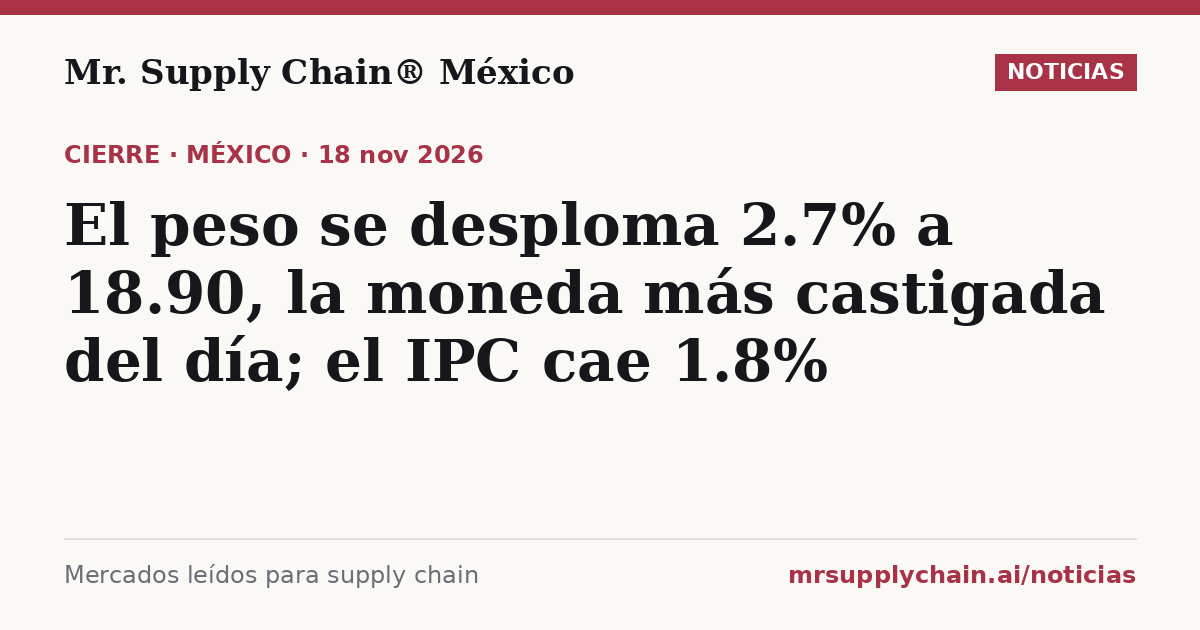 Mr. Supply Chain® México
NOTICIAS
CIERRE · MÉXICO · 18 nov 2026
El peso se desploma 2.7% a
18.90, la moneda más castigada
del día; el IPC cae 1.8%
Mercados leídos para supply chain
mrsupplychain.ai/noticias